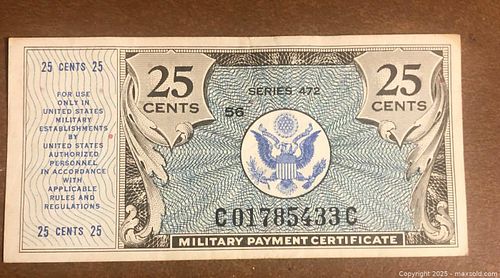 25 CENTS 25
FOR USE
ONLY IN
UNITED STATES
MILITARY
ESTABLISHMENTS
BY
UNITED STATES
AUTHORIZED
PERSONNEL
IN ACCORDANCE
WITH
APPLICABLE
RULES AND
REGULATIONS
25 CENTS 25
25
CENTS
SERIES 472
56
25
CENTS
C01785433C
25
25
MILITARY PAYMENT CERTIFICATE
Copyright © 2025 - maxsold.com